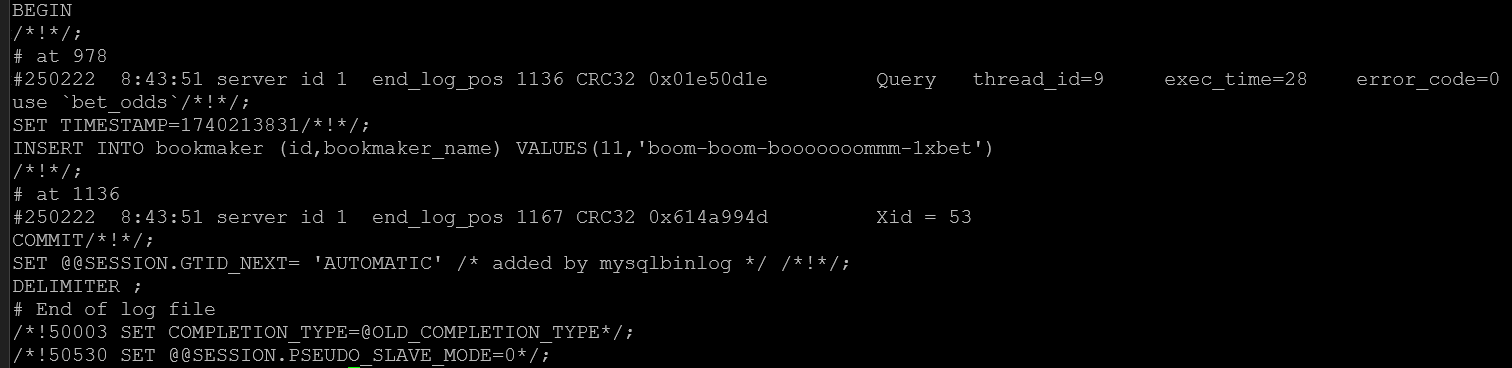 BEGIN
/*!*/;
# at 978
#250222  8:43:51 server id 1  end_log_pos 1136 CRC32 0x01e50d1e         Query   thread_id=9     exec_time=28    error_code=0
use `bet_odds`/*!*/;
SET TIMESTAMP=1740213831/*!*/;
INSERT INTO bookmaker (id,bookmaker_name) VALUES(11,'boom-boom-booooooommm-1xbet')
/*!*/;
# at 1136
#250222  8:43:51 server id 1  end_log_pos 1167 CRC32 0x614a994d         Xid = 53
COMMIT/*!*/;
SET @@SESSION.GTID_NEXT= 'AUTOMATIC' /* added by mysqlbinlog */ /*!*/;
DELIMITER ;
# End of log file
/*!50003 SET COMPLETION_TYPE=@OLD_COMPLETION_TYPE*/;
/*!50530 SET @@SESSION.PSEUDO_SLAVE_MODE=0*/;